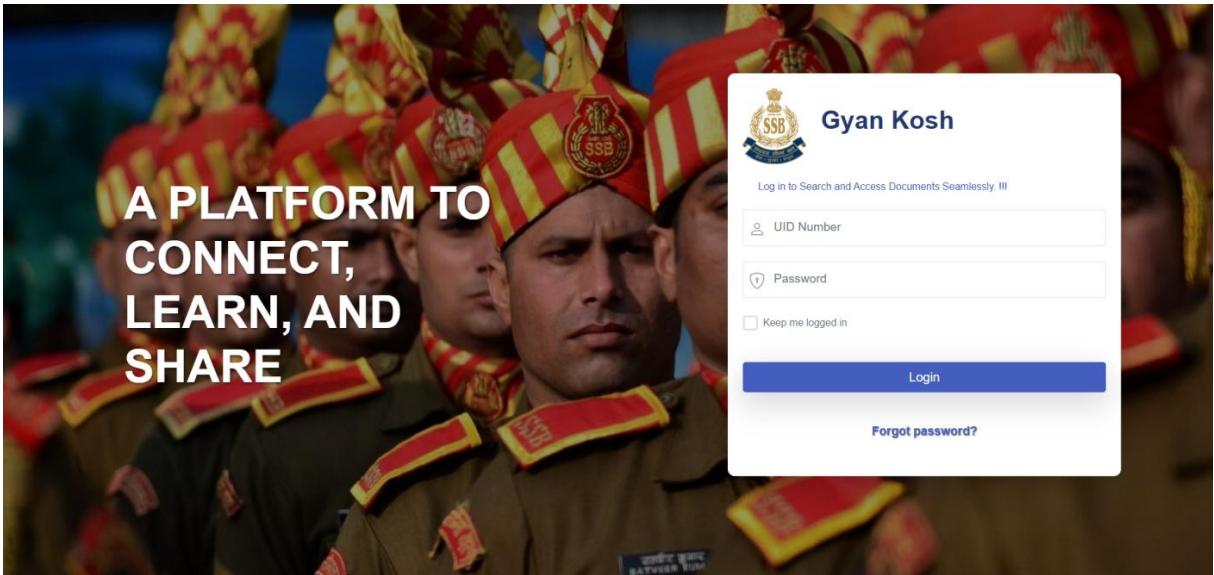 A PLATFORM TO
CONNECT,
LEARN, AND
SHARE
SSB
SSB
SSB
SSB
Gyan Kosh
Log in to Search and Access Documents Seamlessly. !!!
UID Number
Password
Keep me logged in
Login
Forgot password?